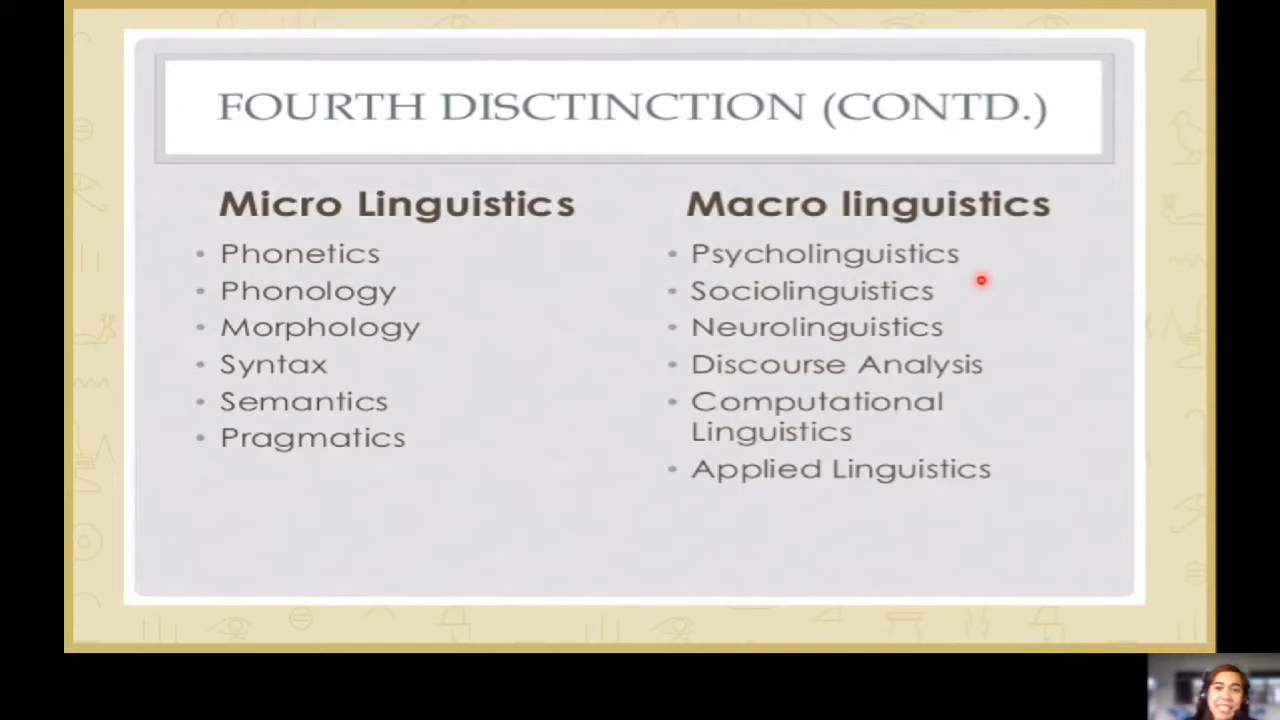 FOURTH DISCTINCTION (CONTD.)
Micro Linguistics
• Phonetics
• Phonology
• Morphology
• Syntax
• Semantics
• Pragmatics
Macro linguistics
• Psycholinguistics
• Sociolinguistics
• Neurolinguistics
• Discourse Analysis
• Computational
Linguistics
• Applied Linguistics